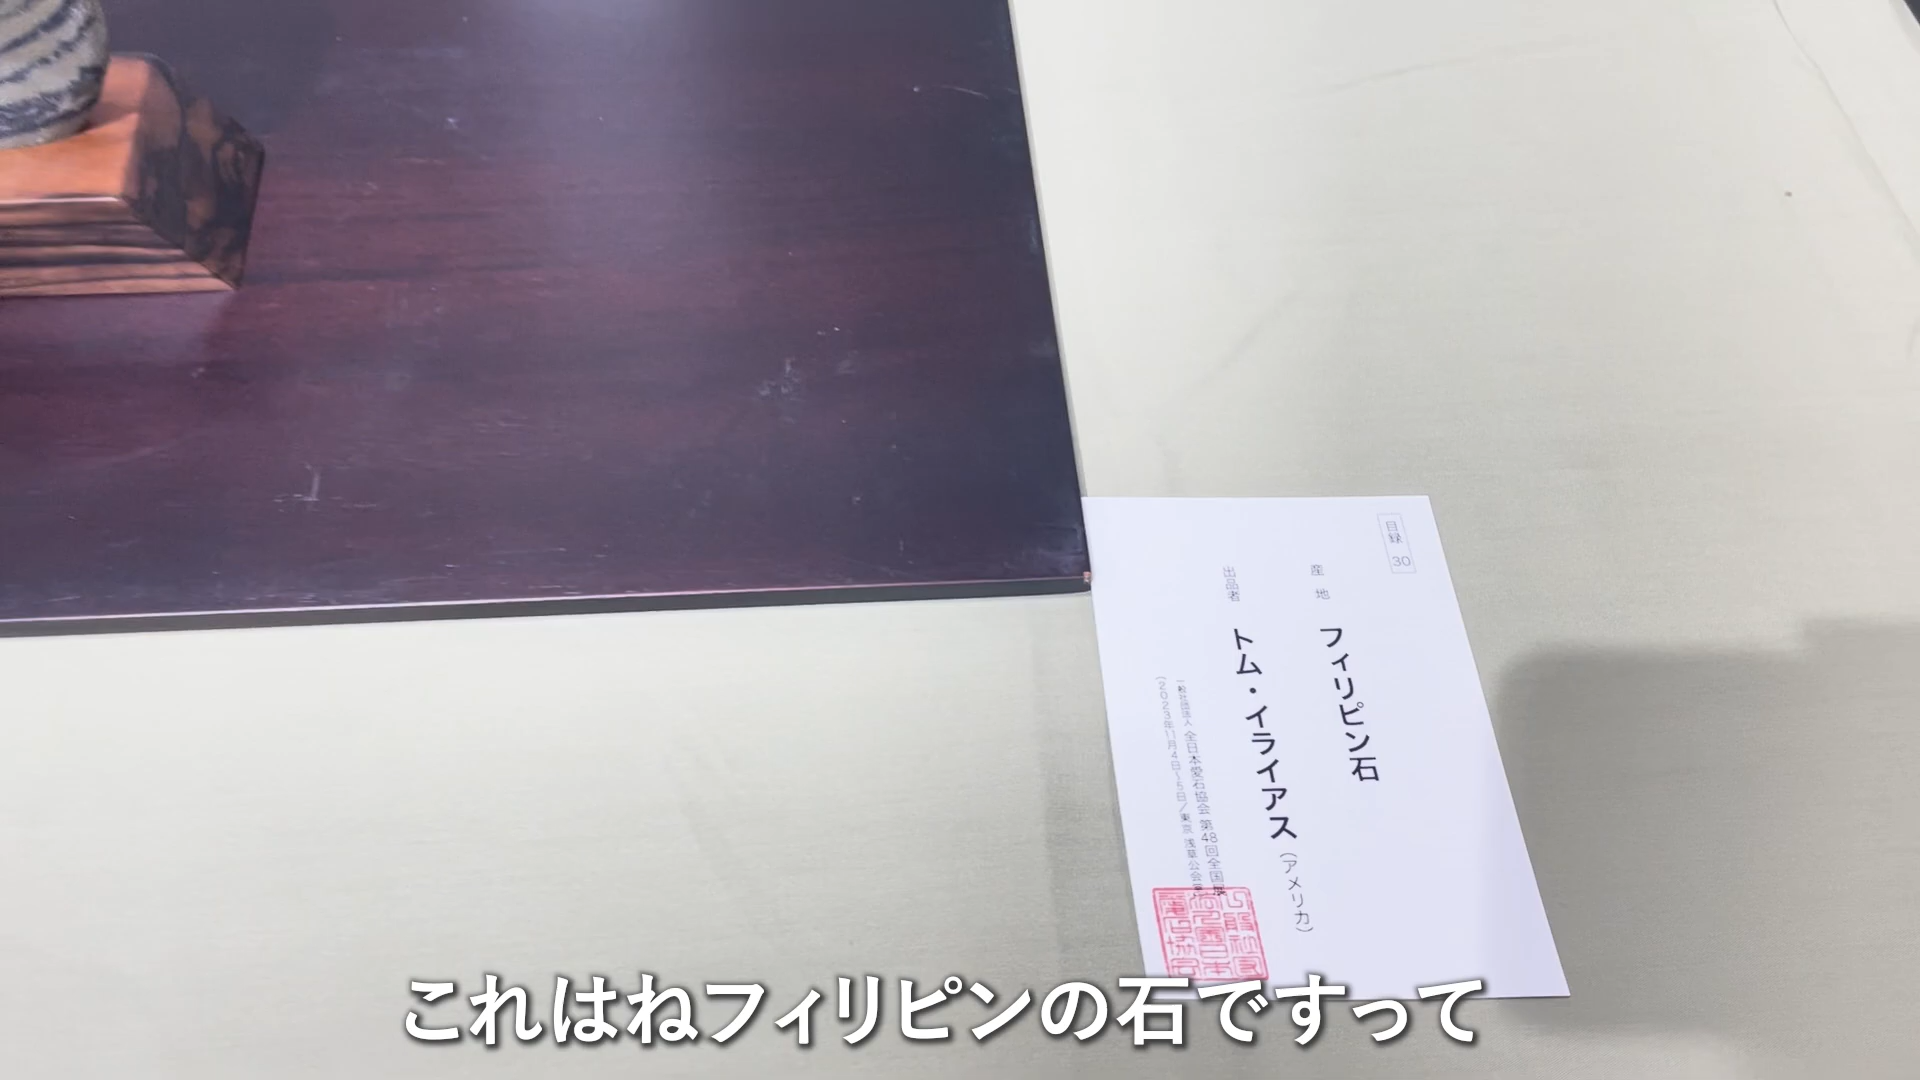 目録 30
産地 フィリピン石
出品者 トム・イライアス（アメリカ）
一般社団法人 全日本愛石協会 第48回全国展
（2023年11月4日～5日／東京 浅草公会堂）
これはねフィリピンの石ですって